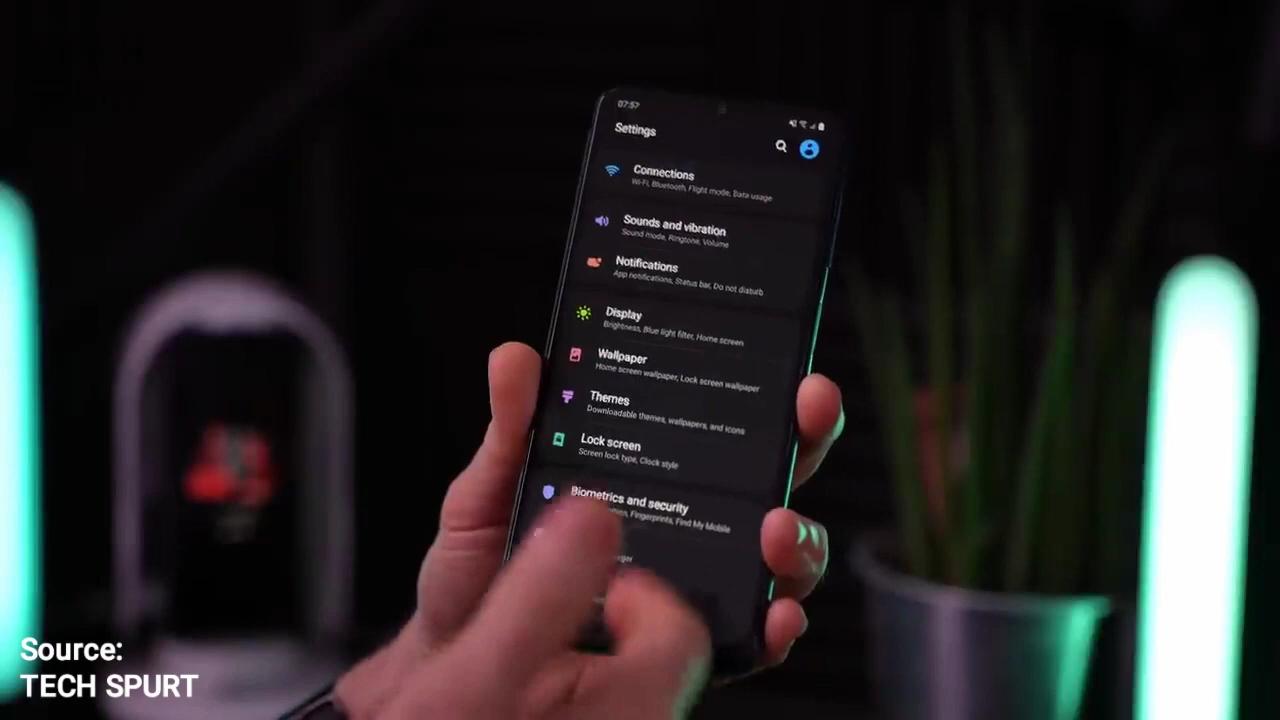 07:57
Settings
Connections
Wi-Fi, Bluetooth, Flight mode, Data usage
Sounds and vibration
Sound mode, Ringtone, Volume
Notifications
App notifications, Status bar, Do not disturb
Display
Brightness, Blue light filter, Home screen
Wallpaper
Home screen wallpaper, Lock screen wallpaper
Themes
Downloadable themes, wallpapers, and icons
Lock screen
Screen lock type, Clock style
Biometrics and security
Fingerprints, Find My Mobile
Source:
TECH SPURT